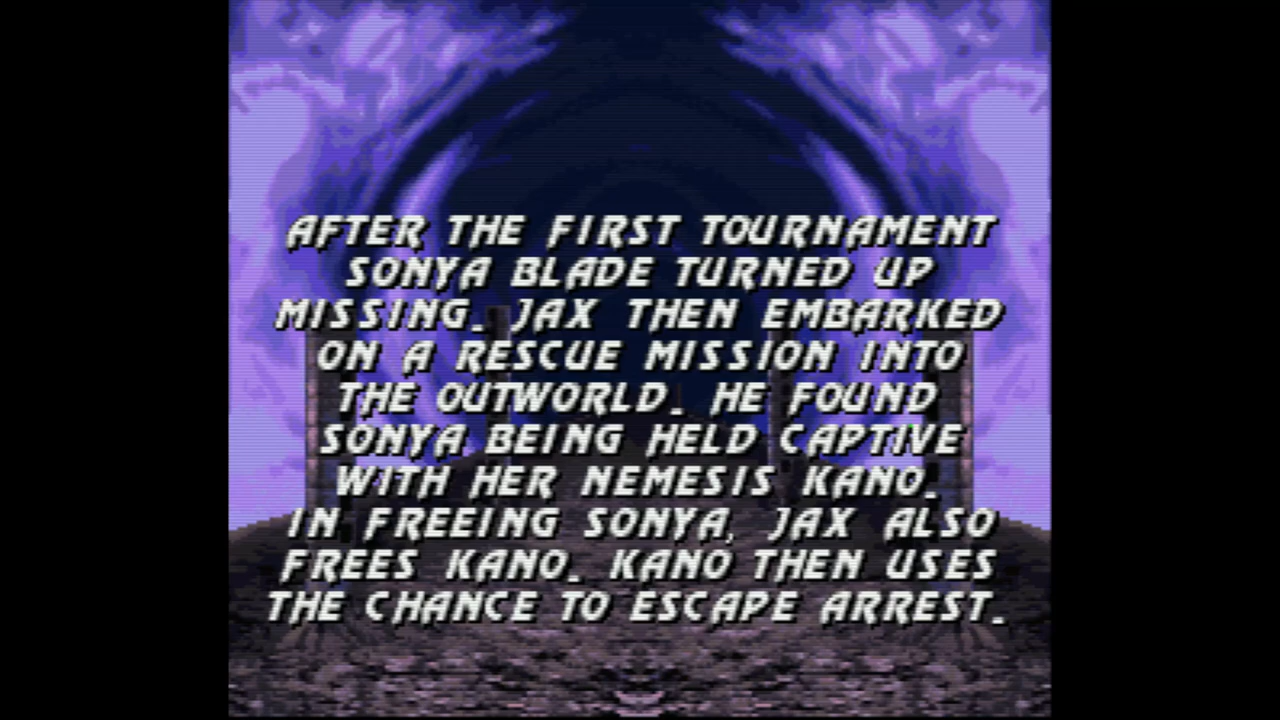 AFTER THE FIRST TOURNAMENT
SONYA BLADE TURNED UP
MISSING. JAX THEN EMBARKED
ON A RESCUE MISSION INTO
THE OUTWORLD. HE FOUND
SONYA BEING HELD CAPTIVE
WITH HER NEMESIS KANO.
IN FREEING SONYA, JAX ALSO
FREES KANO. KANO THEN USES
THE CHANCE TO ESCAPE ARREST.